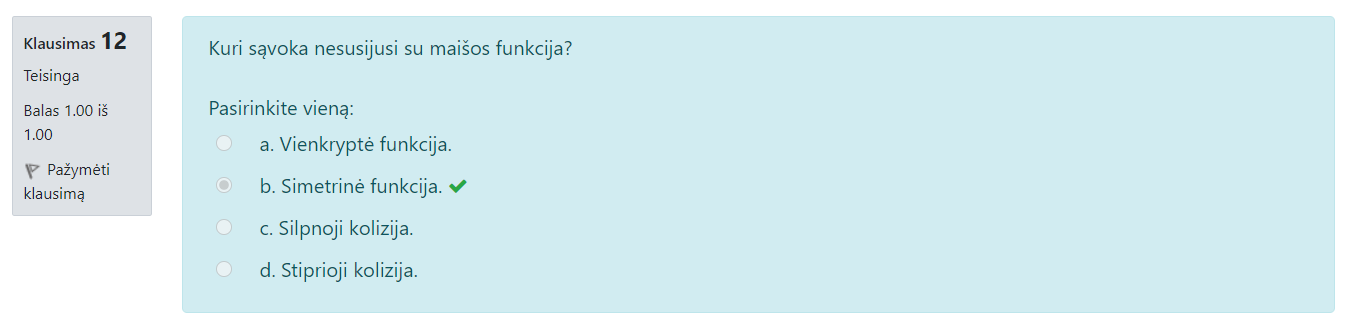 Klausimas 12
Teisinga
Balas 1.00 iš
1.00
Pažymėti
klausimą
Kuri sąvoka nesusijusi su maišos funkcija?
Pasirinkite vieną:
a. Vienkryptė funkcija.
b. Simetrinė funkcija.
c. Silpnoji kolizija.
d. Stiprioji kolizija.